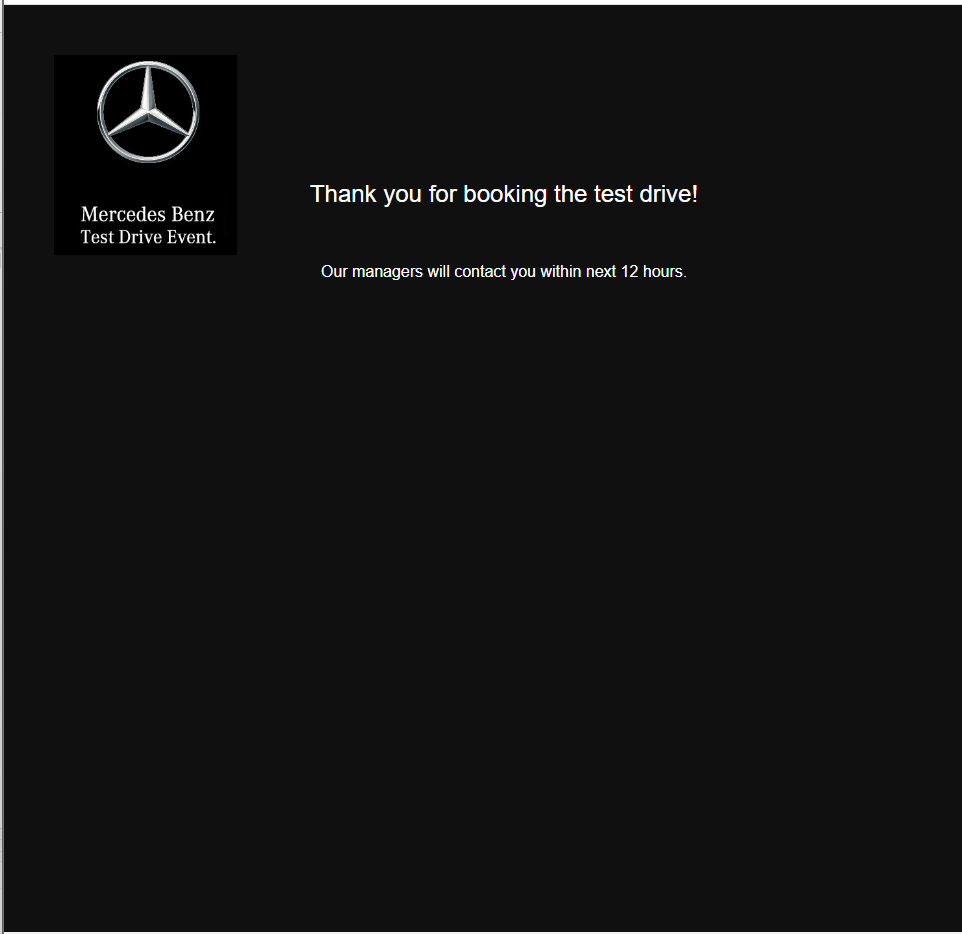 Mercedes Benz
Test Drive Event.
Thank you for booking the test drive!
Our managers will contact you within next 12 hours.